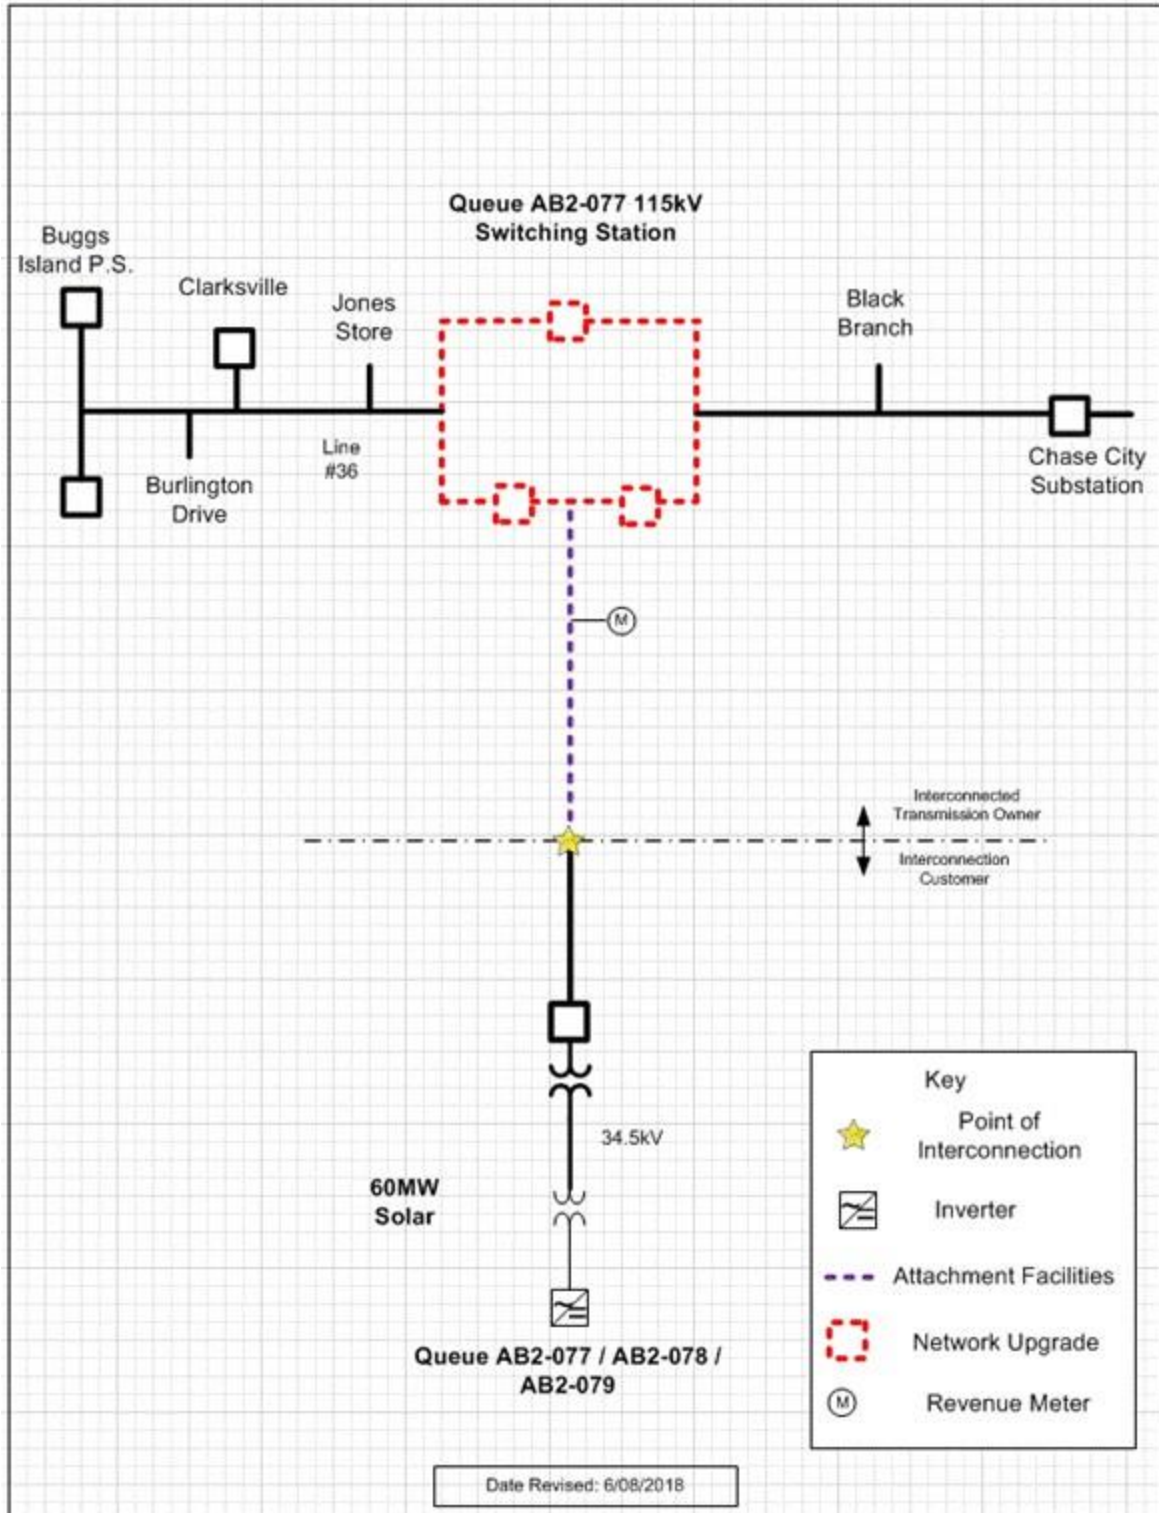 Queue AB2-077 115kV
Switching Station
Buggs
Island P.S.
Clarksville
Jones
Store
Black
Branch
Line
#36
Burlington
Drive
Chase City
Substation
M
Interconnected
Transmission Owner
Interconnection
Customer
34.5kV
60MW
Solar
Queue AB2-077 / AB2-078 /
AB2-079
Key
Point of
Interconnection
Inverter
Attachment Facilities
Network Upgrade
M
Revenue Meter
Date Revised: 6/08/2018